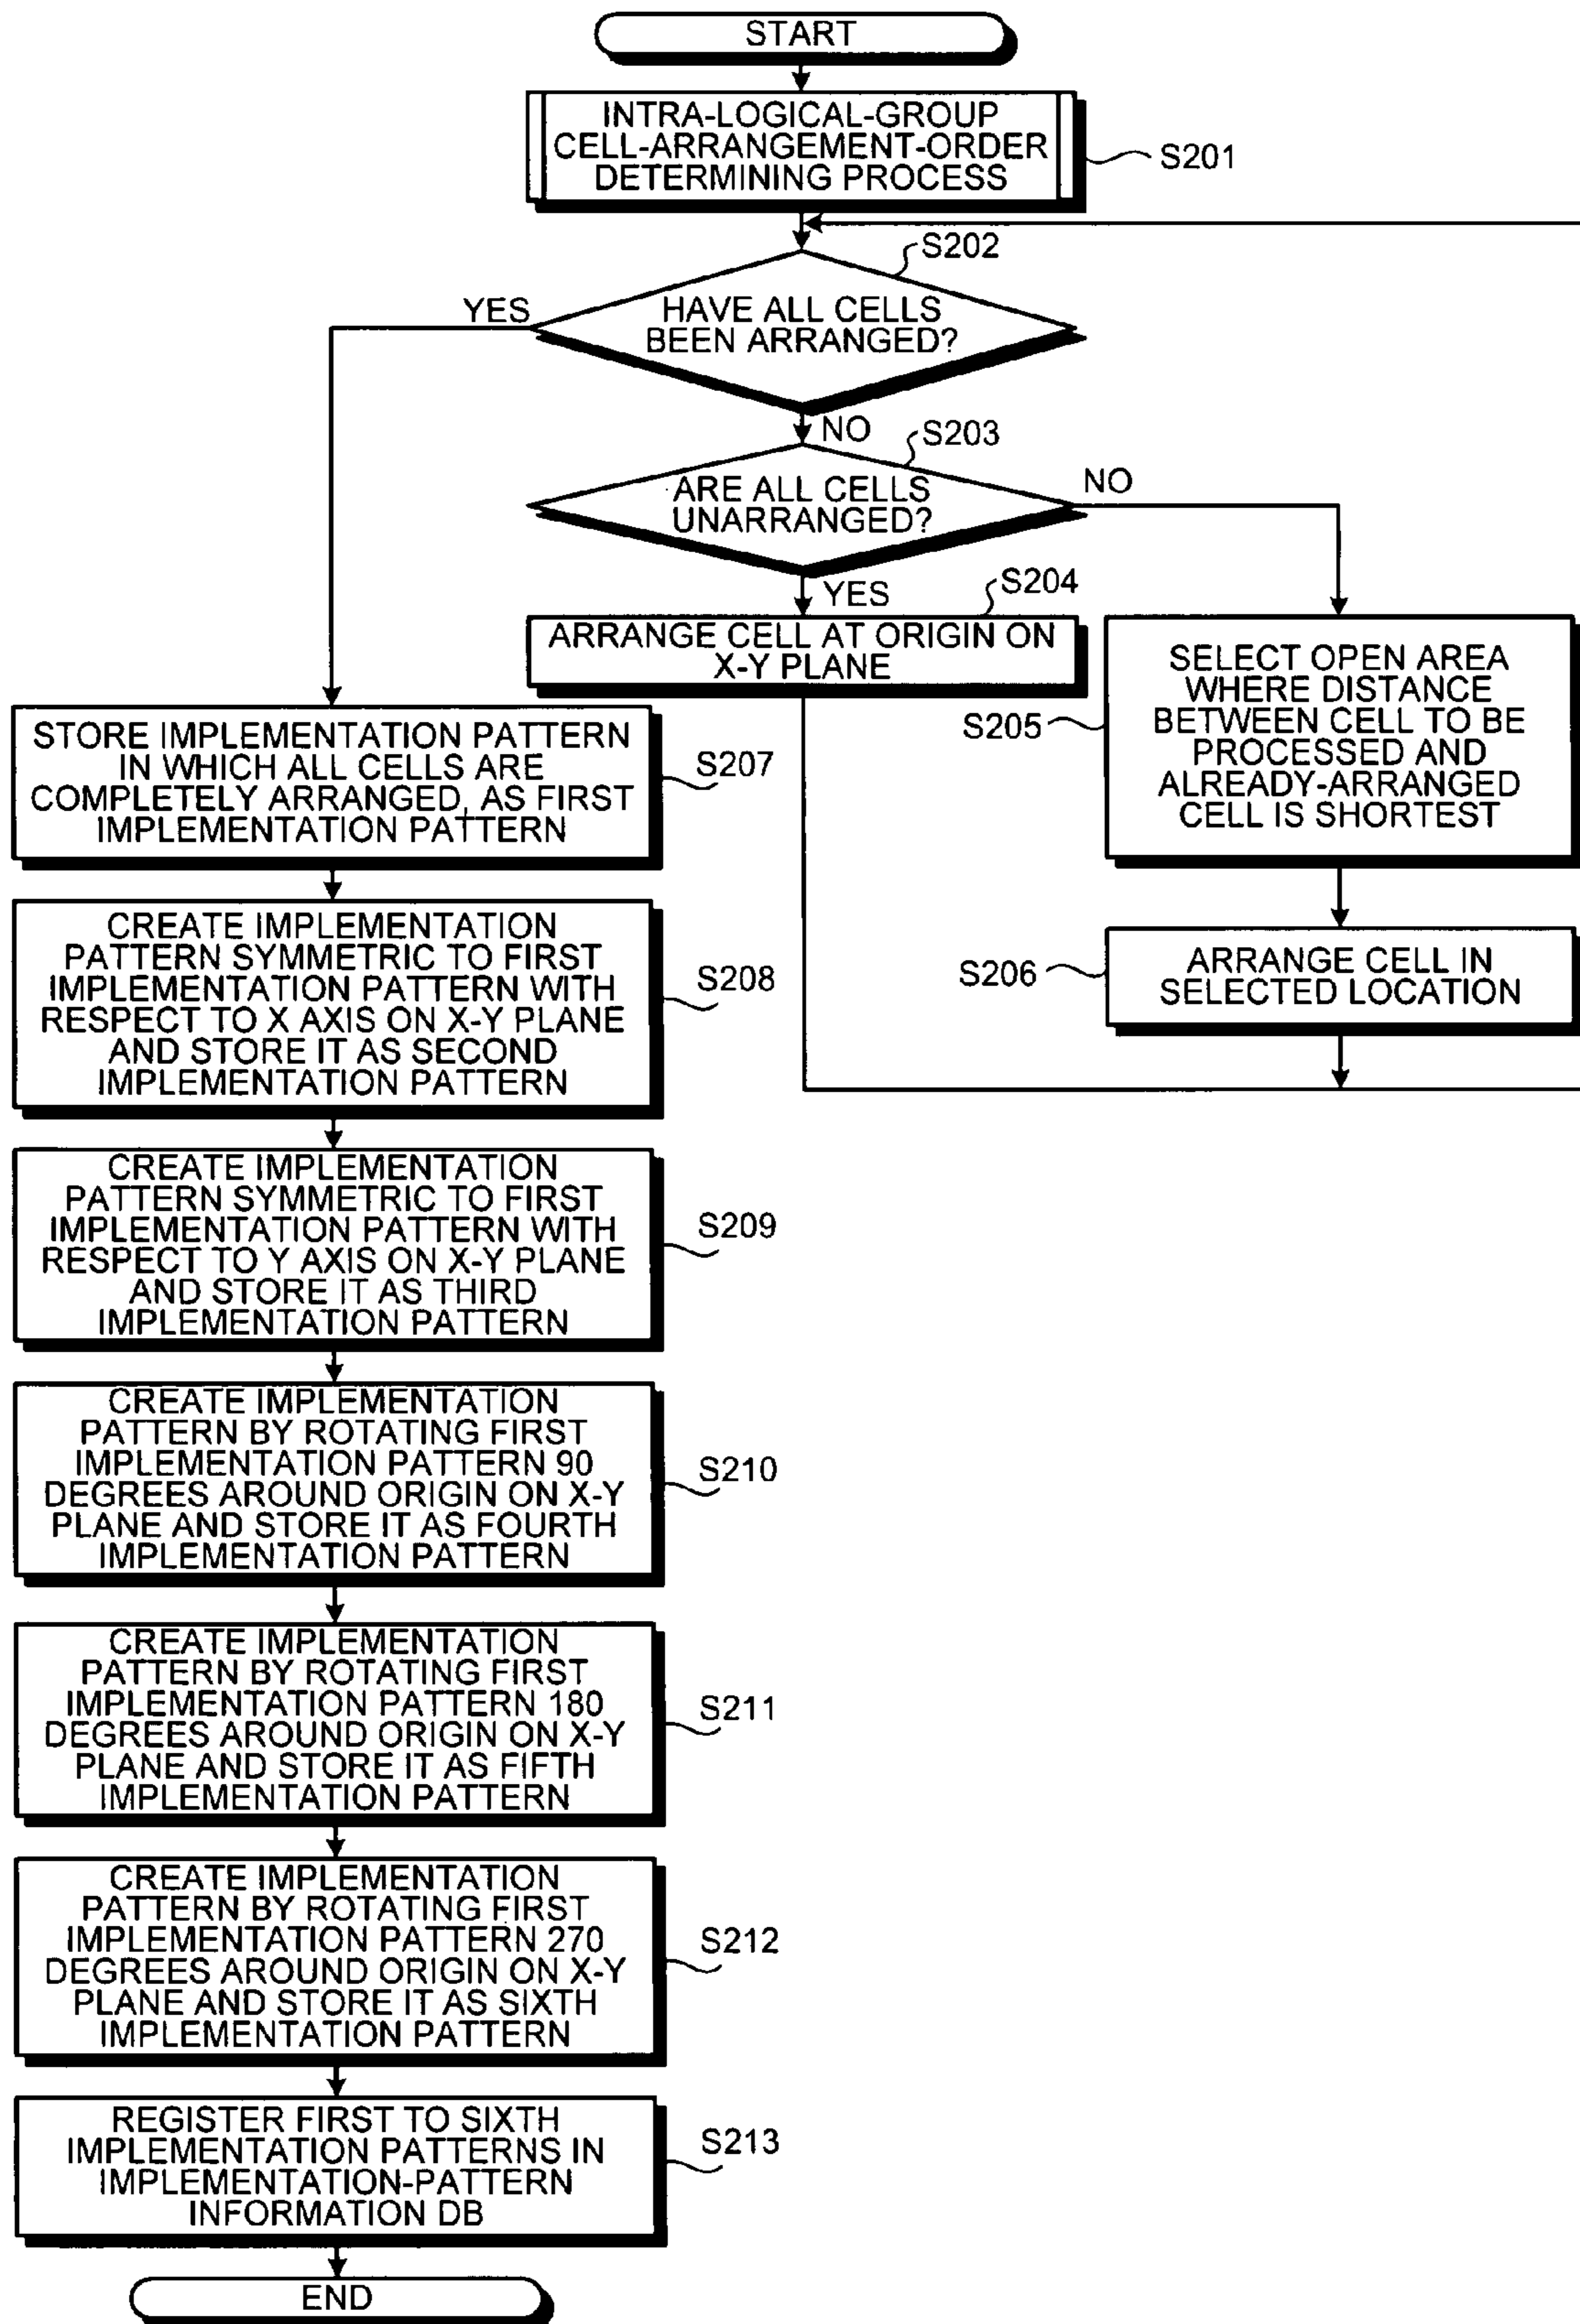 START
INTRA-LOGICAL-GROUP
CELL-ARRANGEMENT-ORDER
DETERMINING PROCESS
S201
S202
HAVE ALL CELLS
BEEN ARRANGED?
YES
NO
S203
ARE ALL CELLS
UNARRANGED?
NO
YES
S204
ARRANGE CELL AT ORIGIN ON
X-Y PLANE
SELECT OPEN AREA
WHERE DISTANCE
BETWEEN CELL TO BE
PROCESSED AND
ALREADY-ARRANGED
CELL IS SHORTEST
S205
ARRANGE CELL IN
SELECTED LOCATION
S206
STORE IMPLEMENTATION PATTERN
IN WHICH ALL CELLS ARE
COMPLETELY ARRANGED, AS FIRST
IMPLEMENTATION PATTERN
S207
CREATE IMPLEMENTATION
PATTERN SYMMETRIC TO FIRST
IMPLEMENTATION PATTERN WITH
RESPECT TO X AXIS ON X-Y PLANE
AND STORE IT AS SECOND
IMPLEMENTATION PATTERN
S208
CREATE IMPLEMENTATION
PATTERN SYMMETRIC TO FIRST
IMPLEMENTATION PATTERN WITH
RESPECT TO Y AXIS ON X-Y PLANE
AND STORE IT AS THIRD
IMPLEMENTATION PATTERN
S209
CREATE IMPLEMENTATION
PATTERN BY ROTATING FIRST
IMPLEMENTATION PATTERN 90
DEGREES AROUND ORIGIN ON X-Y
PLANE AND STORE IT AS FOURTH
IMPLEMENTATION PATTERN
S210
CREATE IMPLEMENTATION
PATTERN BY ROTATING FIRST
IMPLEMENTATION PATTERN 180
DEGREES AROUND ORIGIN ON X-Y
PLANE AND STORE IT AS FIFTH
IMPLEMENTATION PATTERN
S211
CREATE IMPLEMENTATION
PATTERN BY ROTATING FIRST
IMPLEMENTATION PATTERN 270
DEGREES AROUND ORIGIN ON X-Y
PLANE AND STORE IT AS SIXTH
IMPLEMENTATION PATTERN
S212
REGISTER FIRST TO SIXTH
IMPLEMENTATION PATTERNS IN
IMPLEMENTATION-PATTERN
INFORMATION DB
S213
END